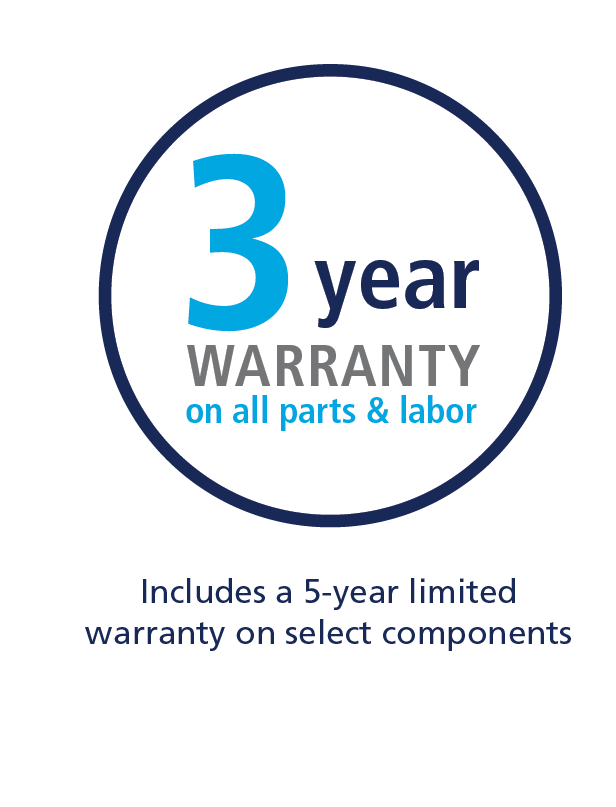 3 year
WARRANTY
on all parts & labor
Includes a 5-year limited
warranty on select components